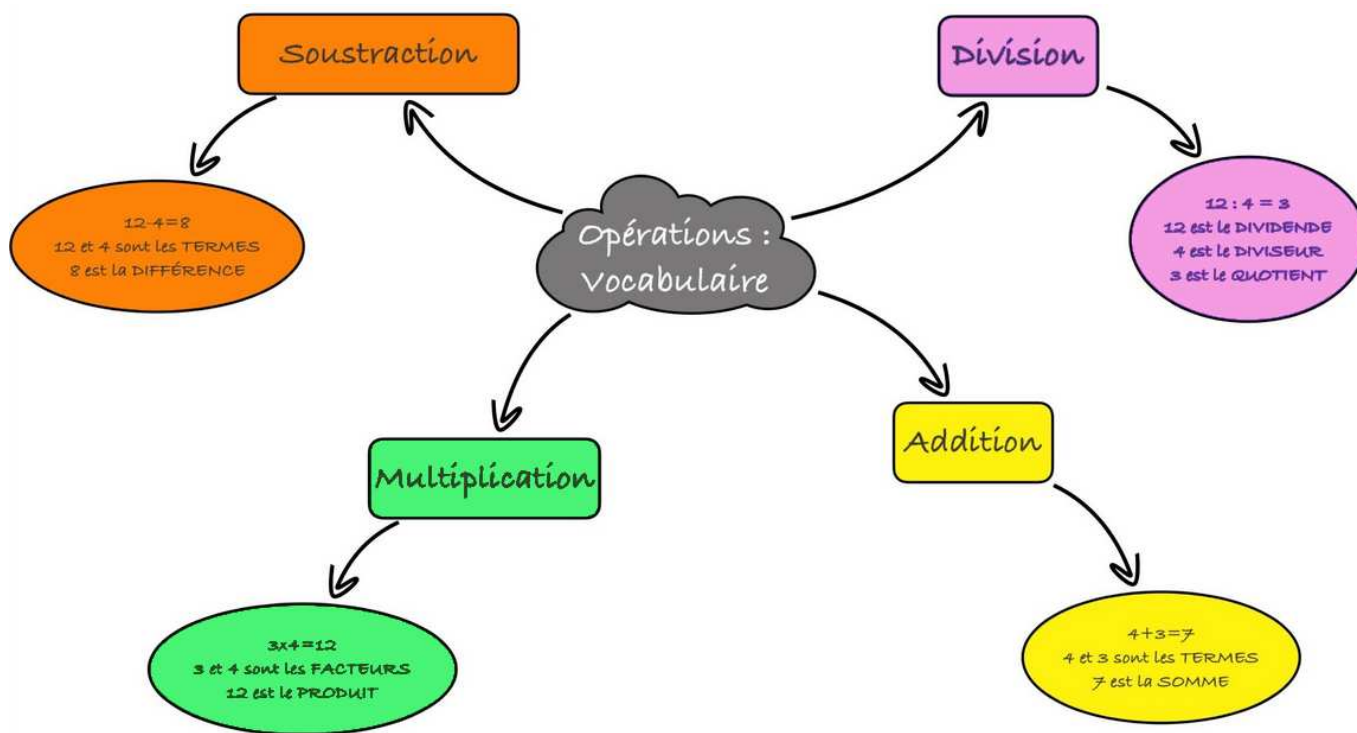 Soustraction
Division
12-4=8
12 et 4 sont les TERMES
8 est la DIFFÉRENCE
Opérations :
Vocabulaire
12 : 4 = 3
12 est le DIVIDENDE
4 est le DIVISEUR
3 est le QUOTIENT
Multiplication
Addition
3x4=12
3 et 4 sont les FACTEURS
12 est le PRODUIT
4+3=7
4 et 3 sont les TERMES
7 est la SOMME